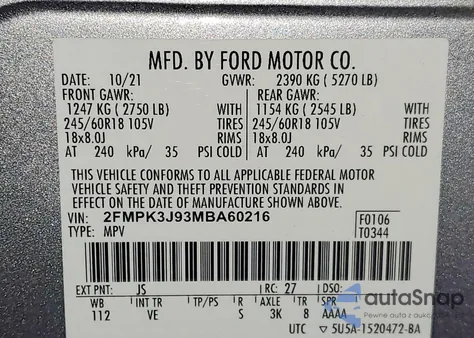 MFD. BY FORD MOTOR CO.
DATE: 10/21 GVWR: 2390 KG ( 5270 LB)
FRONT GAWR: REAR GAWR:
1247 KG ( 2750 LB) WITH 1154 KG ( 2545 LB) WITH
245/60R18 105V TIRES 245/60R18 105V TIRES
18x8.0J RIMS 18x8.0J RIMS
AT 240 kPa/ 35 PSI COLD AT 240 kPa/ 35 PSI COLD
THIS VEHICLE CONFORMS TO ALL APPLICABLE FEDERAL MOTOR
VEHICLE SAFETY AND THEFT PREVENTION STANDARDS IN
EFFECT ON THE DATE OF MANUFACTURE SHOWN ABOVE.
VIN: 2FMPK3J93MBA60216 F0106
TYPE: MPV T0344
EXT PNT: JS RC: 27 DSO:
WB INT TR TP/PS R AXLE TR SPR
112 VE S 3K 8 AAAA
UTC ▽ 5U5A-1520472-BA
autoSnap
Pewne auta z aukcji